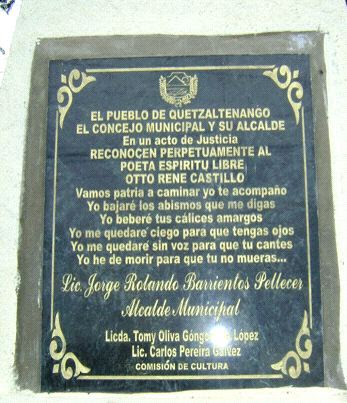 EL PUEBLO DE QUETZALTENANGO
EL CONCEJO MUNICIPAL Y SU ALCALDE
En un acto de Justicia
RECONOCEN PERPETUAMENTE AL
POETA ESPIRITU LIBRE
OTTO RENE CASTILLO
Vamos patria a caminar yo te acompaño
Yo bajaré los abismos que me digas
Yo beberé tus cálices amargos
Yo me quedaré ciego para que tengas ojos
Yo me quedaré sin voz para que tu cantes
Yo he de morir para que tu no mueras...
Lic. Jorge Rolando Barrientos Pellecer
Alcalde Municipal
Licda. Tomy Oliva López
Lic. Carlos Pereira Gálvez
COMISIÓN DE CULTURA